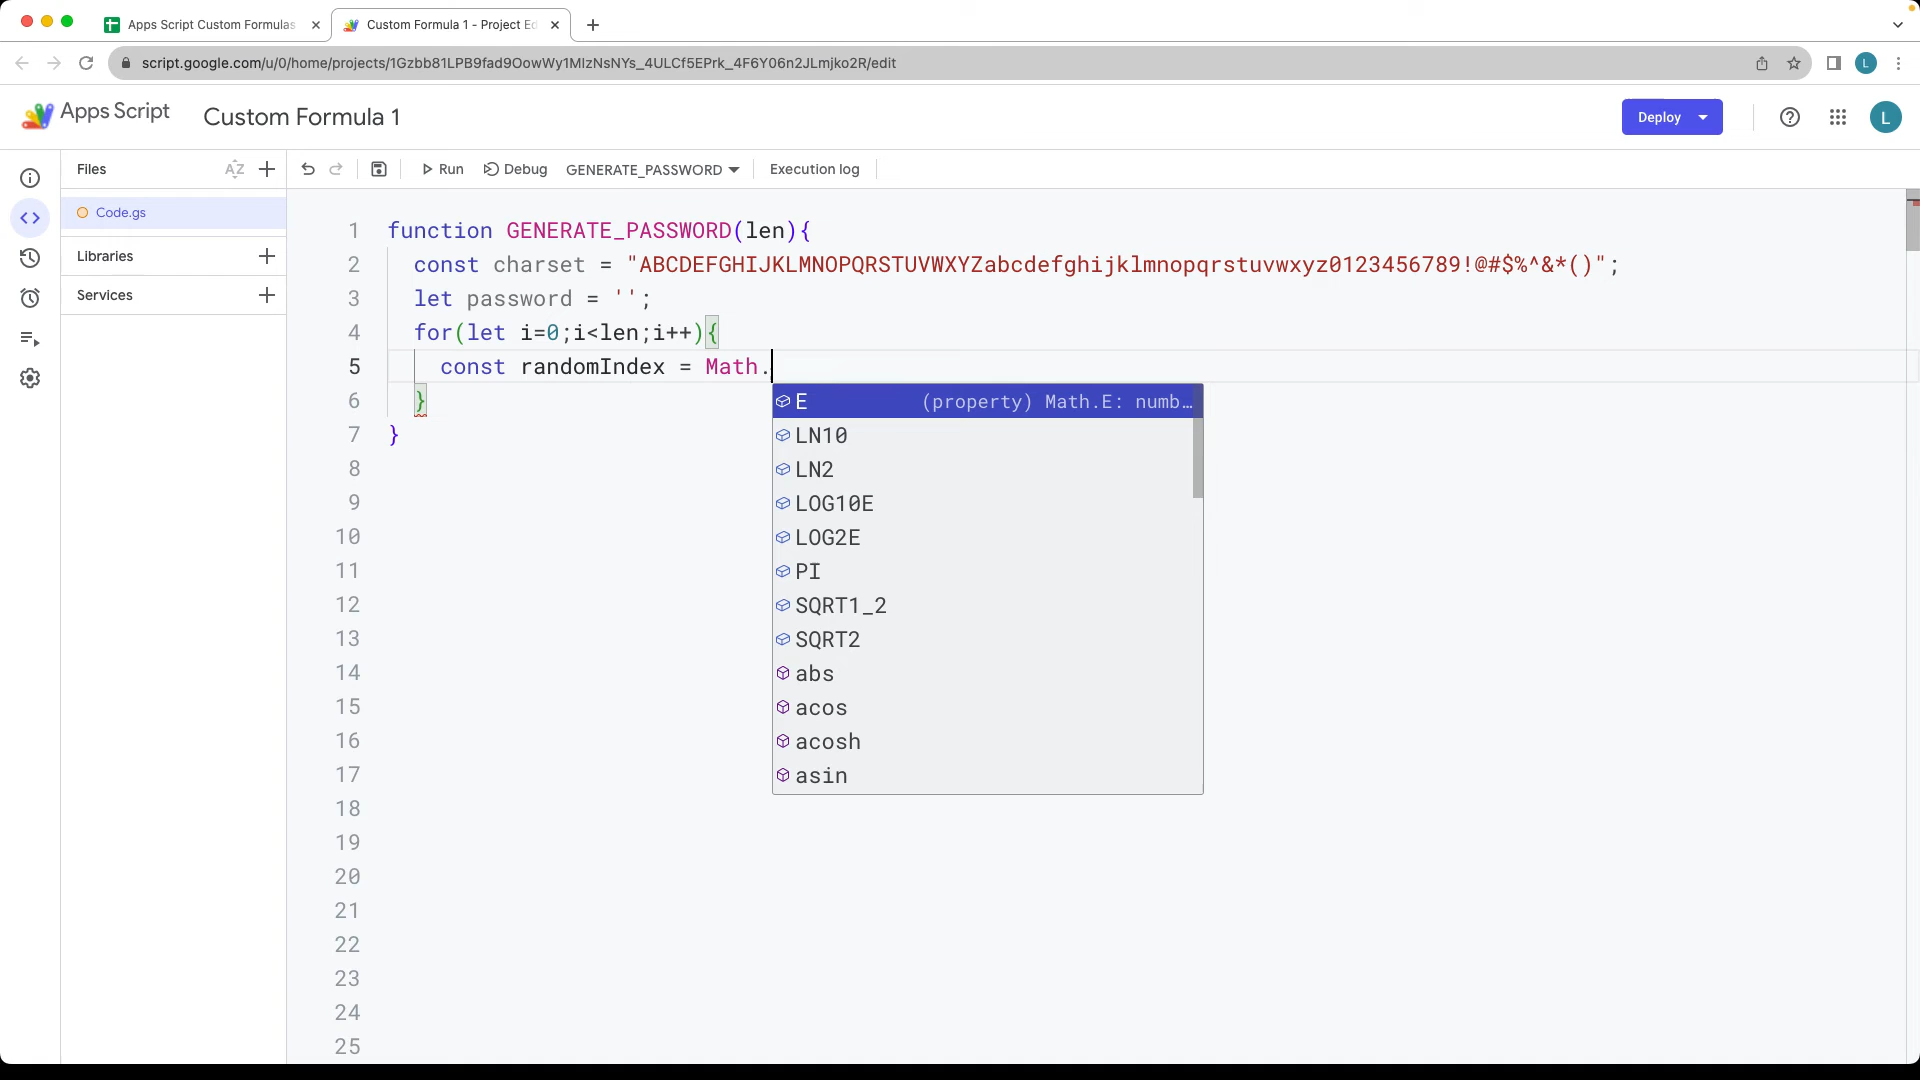 Apps Script Custom Formulas
Custom Formula 1 - Project Ed
script.google.com/u/0/home/projects/1Gzbb81LPB9fad9OowWy1MIzNsNYs_4ULCf5EPrk_4F6Y06n2JLmjko2R/edit
L
Apps Script
Custom Formula 1
Deploy
L
Files
AZ
Run
Debug
GENERATE_PASSWORD
Execution log
Code.gs
Libraries
Services
1 function GENERATE_PASSWORD(len){
2 const charset = "ABCDEFGHIJKLMNOPQRSTUVWXYZabcdefghijklmnopqrstuvwxyz0123456789!@#$%^&*()";
3 let password = '';
4 for(let i=0;i<len;i++){
5 const randomIndex = Math.
6 }
7 }
8
9
10
11
12
13
14
15
16
17
18
19
20
21
22
23
24
25
E (property) Math.E: numb…
LN10
LN2
LOG10E
LOG2E
PI
SQRT1_2
SQRT2
abs
acos
acosh
asin